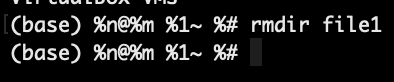 (base) %n@%m %1~ %# rmdir file1
(base) %n@%m %1~ %#